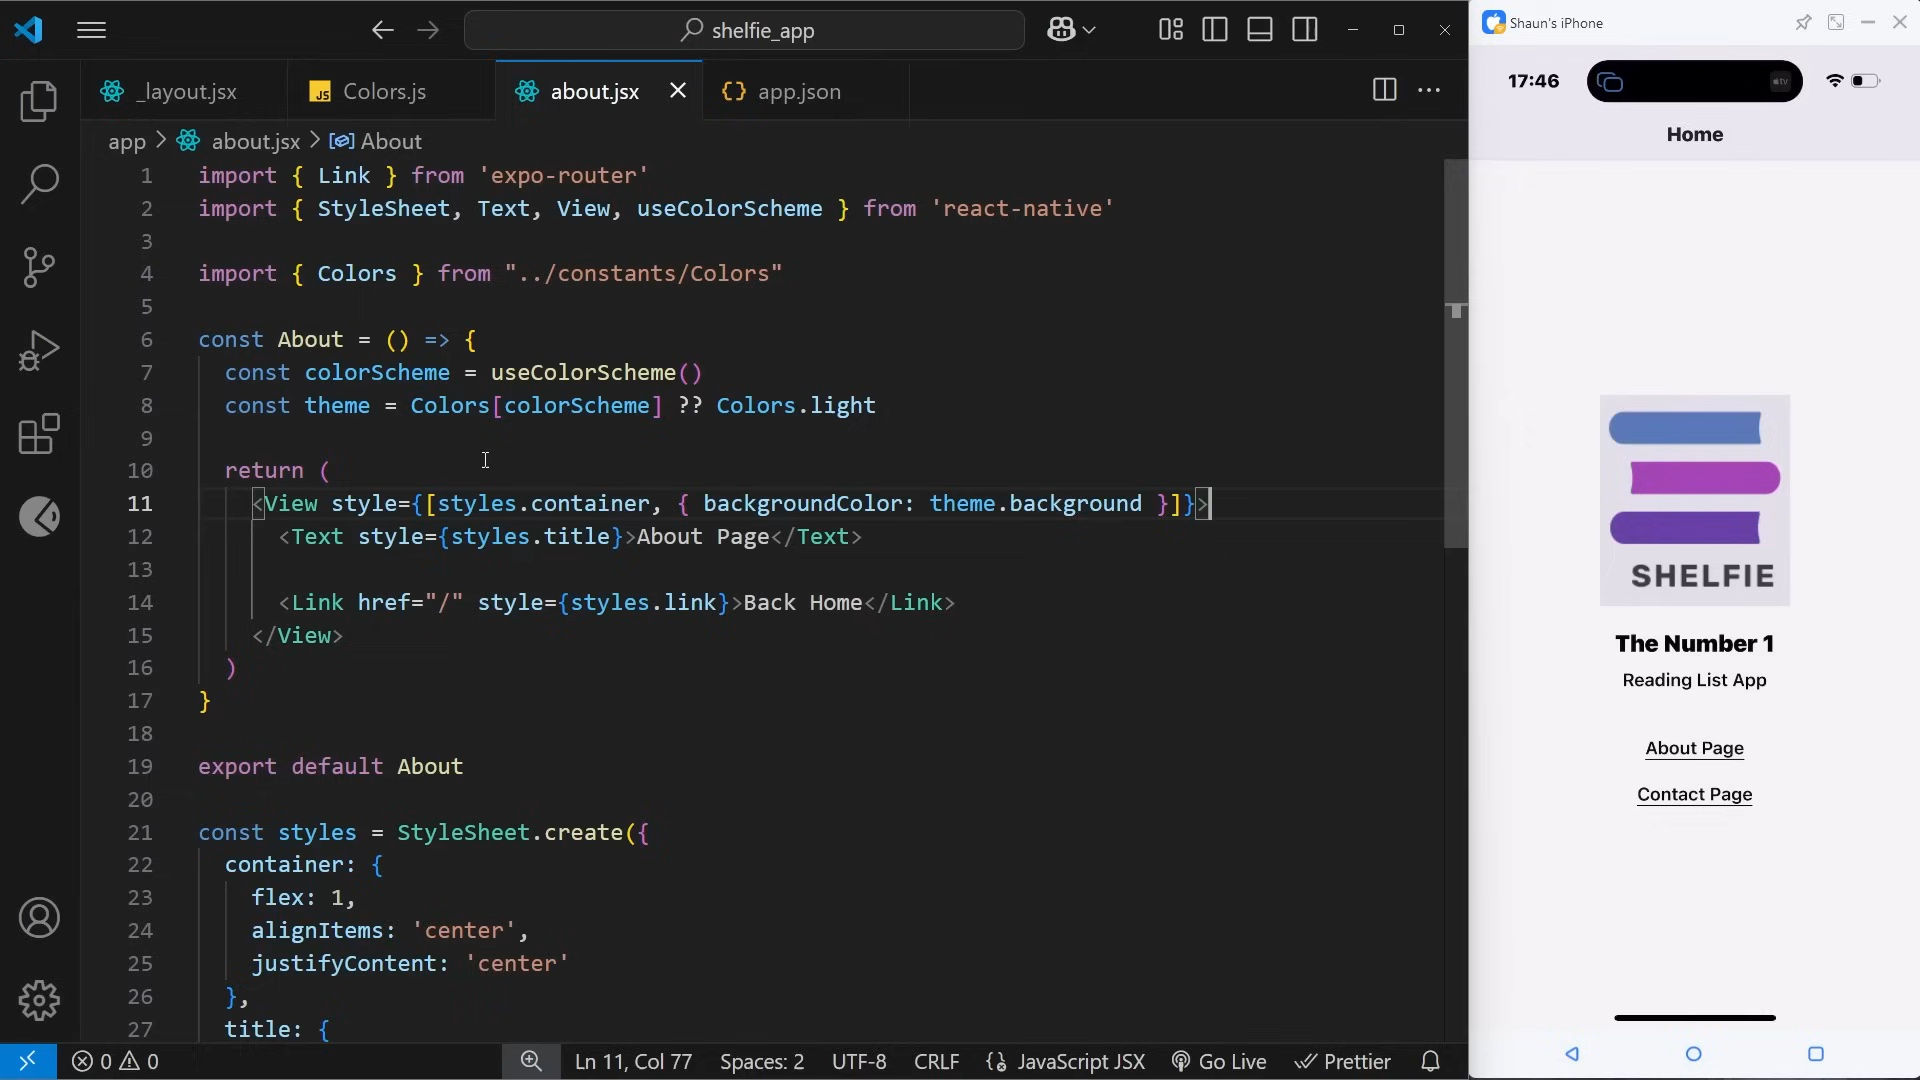 shelfie_app
_layout.jsx
JS Colors.js
about.jsx
{} app.json
app > about.jsx > About
1 import { Link } from 'expo-router'
2 import { StyleSheet, Text, View, useColorScheme } from 'react-native'
3
4 import { Colors } from "../constants/Colors"
5
6 const About = () => {
7 const colorScheme = useColorScheme()
8 const theme = Colors[colorScheme] ?? Colors.light
9
10 return (
11 <View style={[styles.container, { backgroundColor: theme.background }]}>
12 <Text style={styles.title}>About Page</Text>
13
14 <Link href="/" style={styles.link}>Back Home</Link>
15 </View>
16 )
17 }
18
19 export default About
20
21 const styles = StyleSheet.create({
22 container: {
23 flex: 1,
24 alignItems: 'center',
25 justifyContent: 'center'
26 },
27 title: {
0 0
Ln 11, Col 77
Spaces: 2
UTF-8
CRLF
{} JavaScript JSX
Go Live
Prettier
Shaun's iPhone
17:46
tv
Home
SHELFIE
The Number 1
Reading List App
About Page
Contact Page